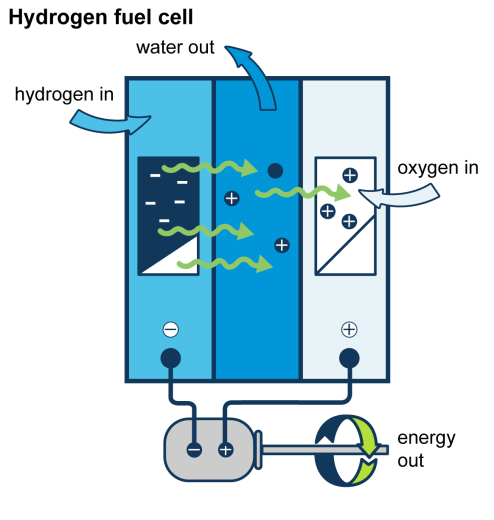 Hydrogen fuel cell
water out
hydrogen in
oxygen in
energy
out